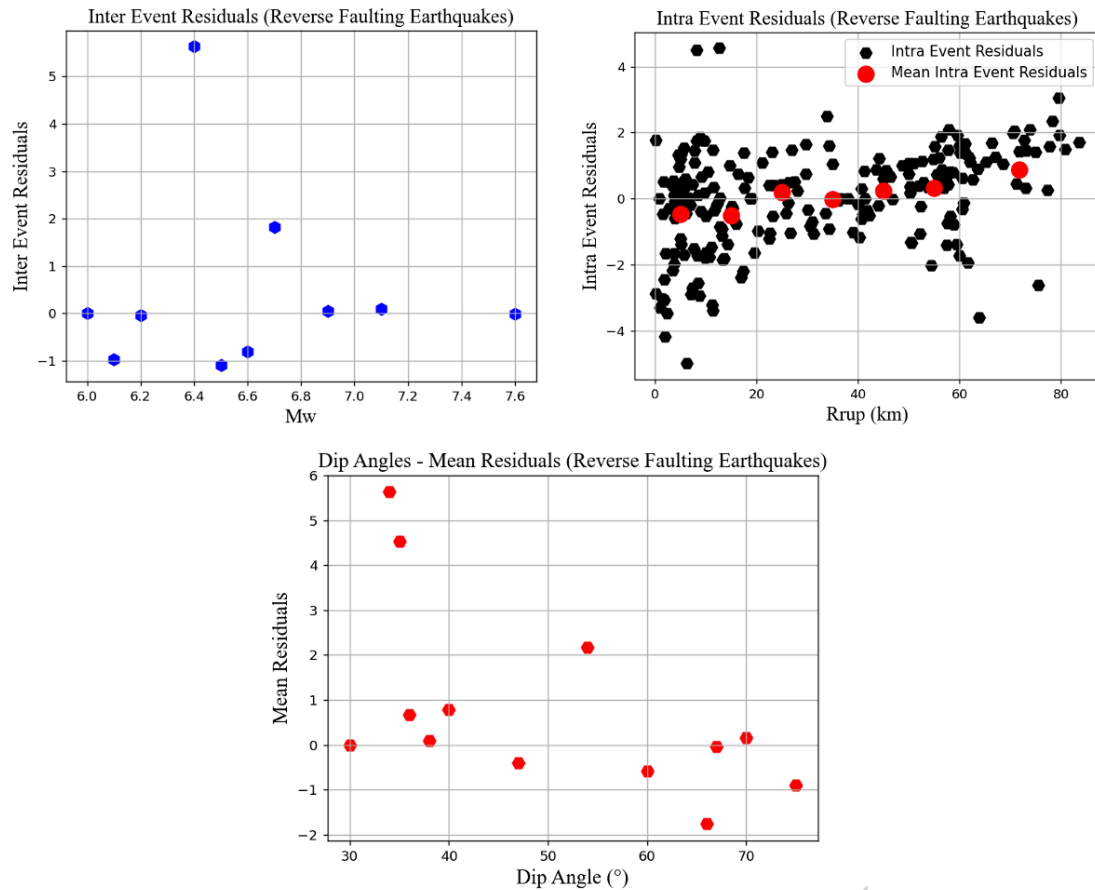 Inter Event Residuals (Reverse Faulting Earthquakes)
Inter Event Residuals
5
4
3
2
1
0
−1
6.0 6.2 6.4 6.6 6.8 7.0 7.2 7.4 7.6
Mw
Intra Event Residuals (Reverse Faulting Earthquakes)
Intra Event Residuals
Mean Intra Event Residuals
Intra Event Residuals
4
2
0
−2
−4
0 20 40 60 80
Rrup (km)
Dip Angles - Mean Residuals (Reverse Faulting Earthquakes)
Mean Residuals
6
5
4
3
2
1
0
−1
−2
30 40 50 60 70
Dip Angle (°)